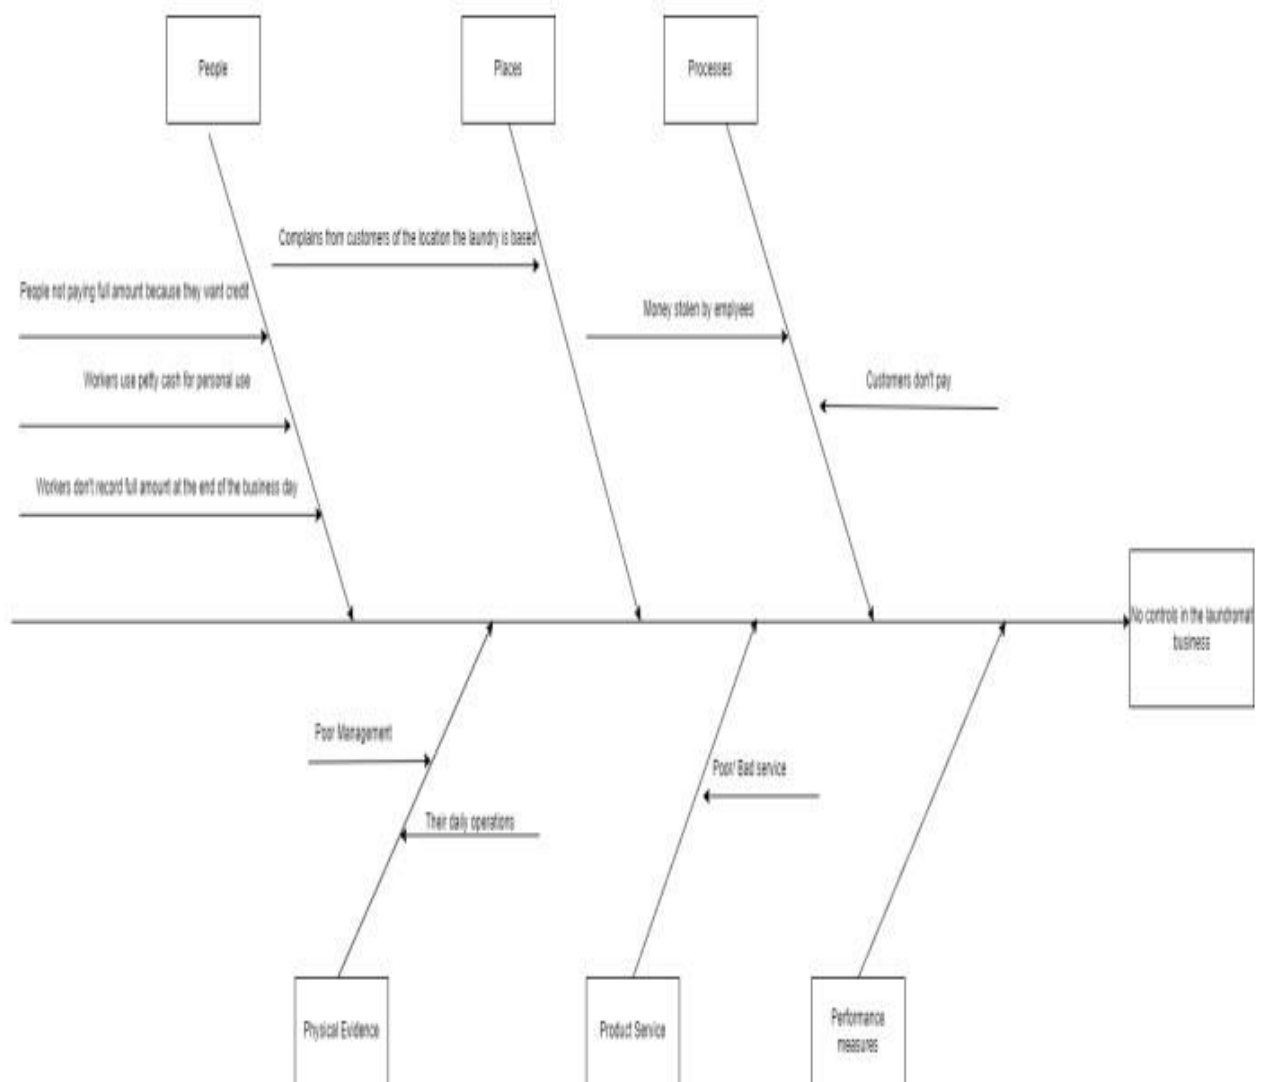 People
Places
Processes
Complains from customers of the location the laundry is based
People not paying full amount because they want credit
Money stolen by emplyees
Workers use petty cash for personal use
Customers don't pay
Workers don't record full amount at the end of the business day
No controls in the laundromat
business
Poor Management
Poor/ Bad service
Their daily operations
Physical Evidence
Product Service
Performance
measures